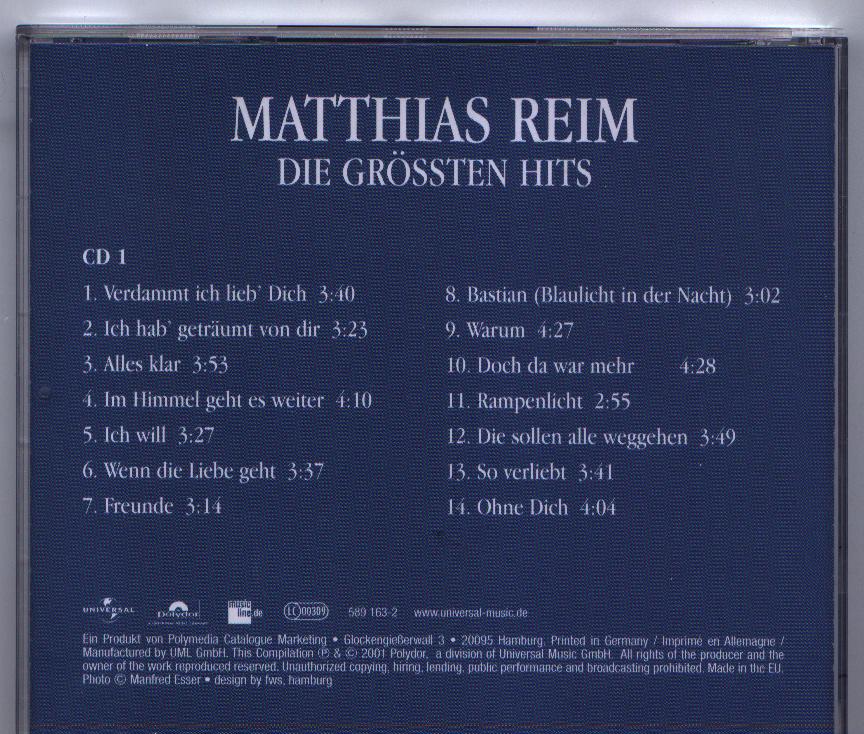 MATTHIAS REIM
DIE GRÖSSTEN HITS
CD 1
1. Verdammt ich lieb' Dich 3:40
2. Ich hab' geträumt von dir 3:23
3. Alles klar 3:53
4. Im Himmel geht es weiter 4:10
5. Ich will 3:27
6. Wenn die Liebe geht 3:37
7. Freunde 3:14
8. Bastian (Blaulicht in der Nacht) 3:02
9. Warum 4:27
10. Doch da war mehr 4:28
11. Rampenlicht 2:55
12. Die sollen alle weggehen 3:49
13. So verliebt 3:41
14. Ohne Dich 4:04
UNIVERSAL Polydor music line.de LC 00309 589 163-2 www.universal-music.de
Ein Produkt von Polymedia Catalogue Marketing • Glockengießerwall 3 • 20095 Hamburg. Printed in Germany / Imprimé en Allemagne /
Manufactured by UML GmbH. This Compilation ℗ & © 2001 Polydor, a division of Universal Music GmbH. All rights of the producer and the
owner of the work reproduced reserved. Unauthorized copying, hiring, lending, public performance and broadcasting prohibited. Made in the EU.
Photo © Manfred Esser • design by fws, hamburg